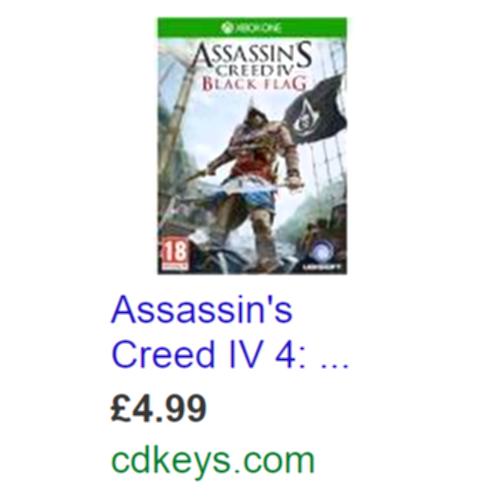 XBOX ONE
ASSASSIN'S
CREED IV
BLACK FLAG
18
UBISOFT
Assassin's
Creed IV 4: ...
£4.99
cdkeys.com